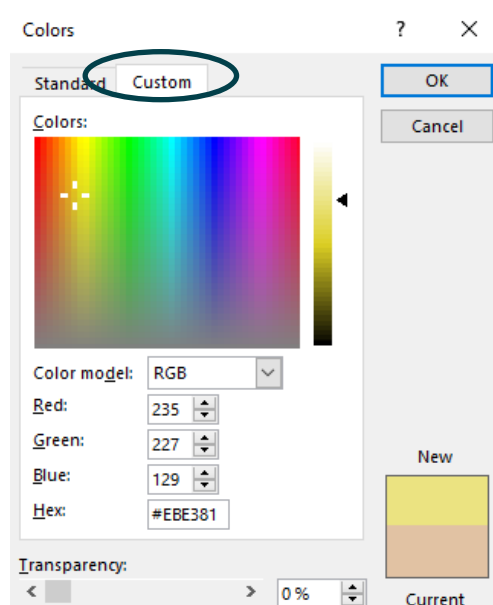 Colors ? ×
Standard Custom
OK
Colors:
Cancel
Color model: RGB
Red: 235
Green: 227
Blue: 129
Hex: #EBE381
New
Transparency:
0 %
Current